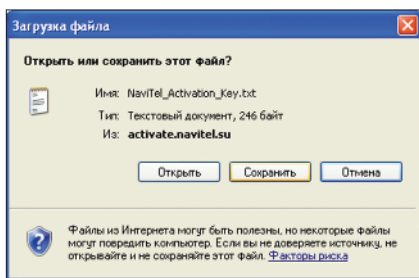 Загрузка файла
Открыть или сохранить этот файл?
Имя: NaviTel_Activation_Key.txt
Тип: Текстовый документ, 246 байт
Из: activate.navitel.su
Открыть Сохранить Отмена
Файлы из Интернета могут быть полезны, но некоторые файлы
могут повредить компьютер. Если вы не доверяете источнику, не
открывайте и не сохраняйте этот файл. Факторы риска